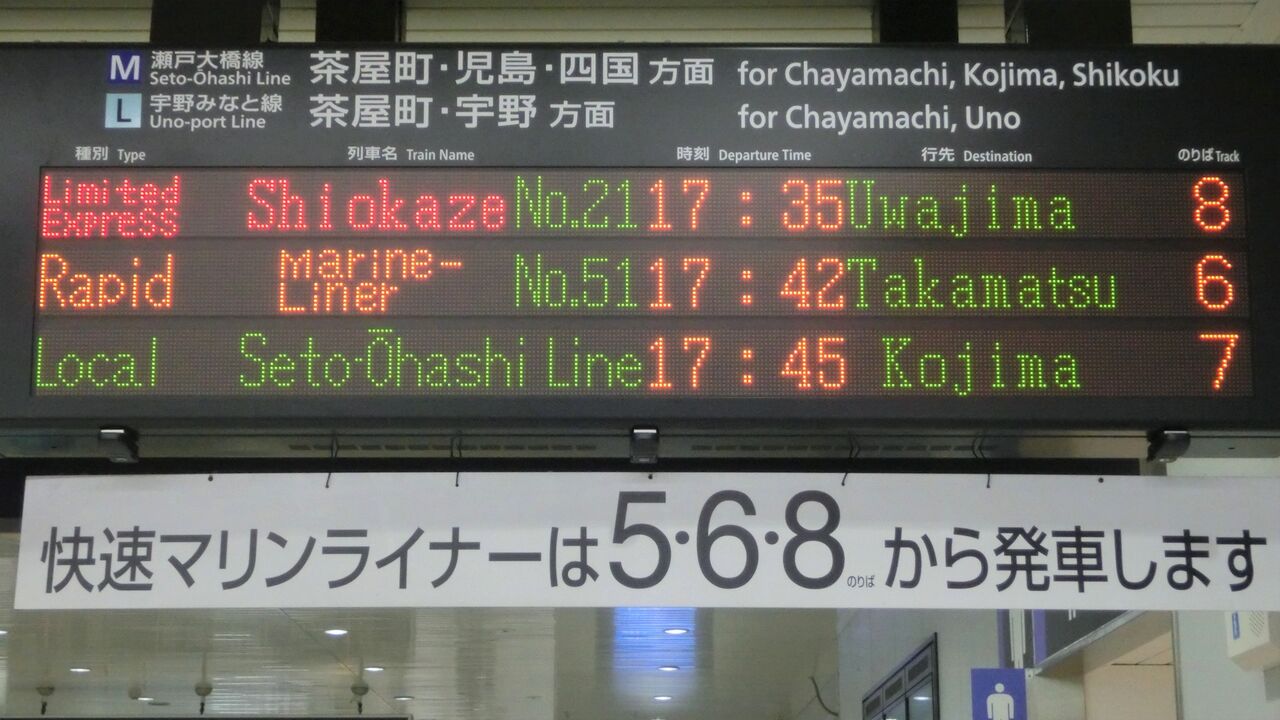 M 瀬戸大橋線 茶屋町・児島・四国 方面 for Chayamachi, Kojima, Shikoku
Seto-Ōhashi Line
L 宇野みなと線 茶屋町・宇野 方面 for Chayamachi, Uno
Uno-port Line
種別 Type 列車名 Train Name 時刻 Departure Time 行先 Destination のりば Track
Limited Express Shiokaze No.21 17:35 Uwajima 8
Rapid Marine-Liner No.51 17:42 Takamatsu 6
Local Seto-Ōhashi Line 17:45 Kojima 7
快速マリンライナーは5・6・8のりばから発車します